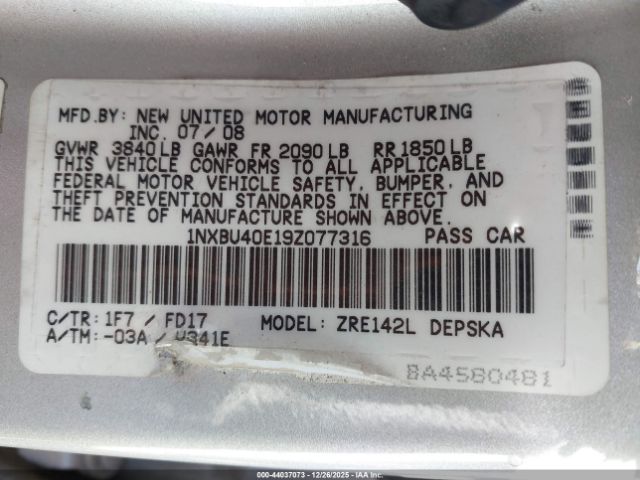 MFD.BY: NEW UNITED MOTOR MANUFACTURING
INC. 07/08
GVWR 3840LB GAWR FR 2090LB RR1850LB
THIS VEHICLE CONFORMS TO ALL APPLICABLE
FEDERAL MOTOR VEHICLE SAFETY, BUMPER, AND
THEFT PREVENTION STANDARDS IN EFFECT ON
THE DATE OF MANUFACTURE SHOWN ABOVE.
1NXBU40E19Z077316 PASS CAR
C/TR: 1F7 / FD17 MODEL: ZRE142L DEPSKA
A/TM: -03A / U341E
BA4580481
000-44037073 - 12/26/2025 - IAA Inc.